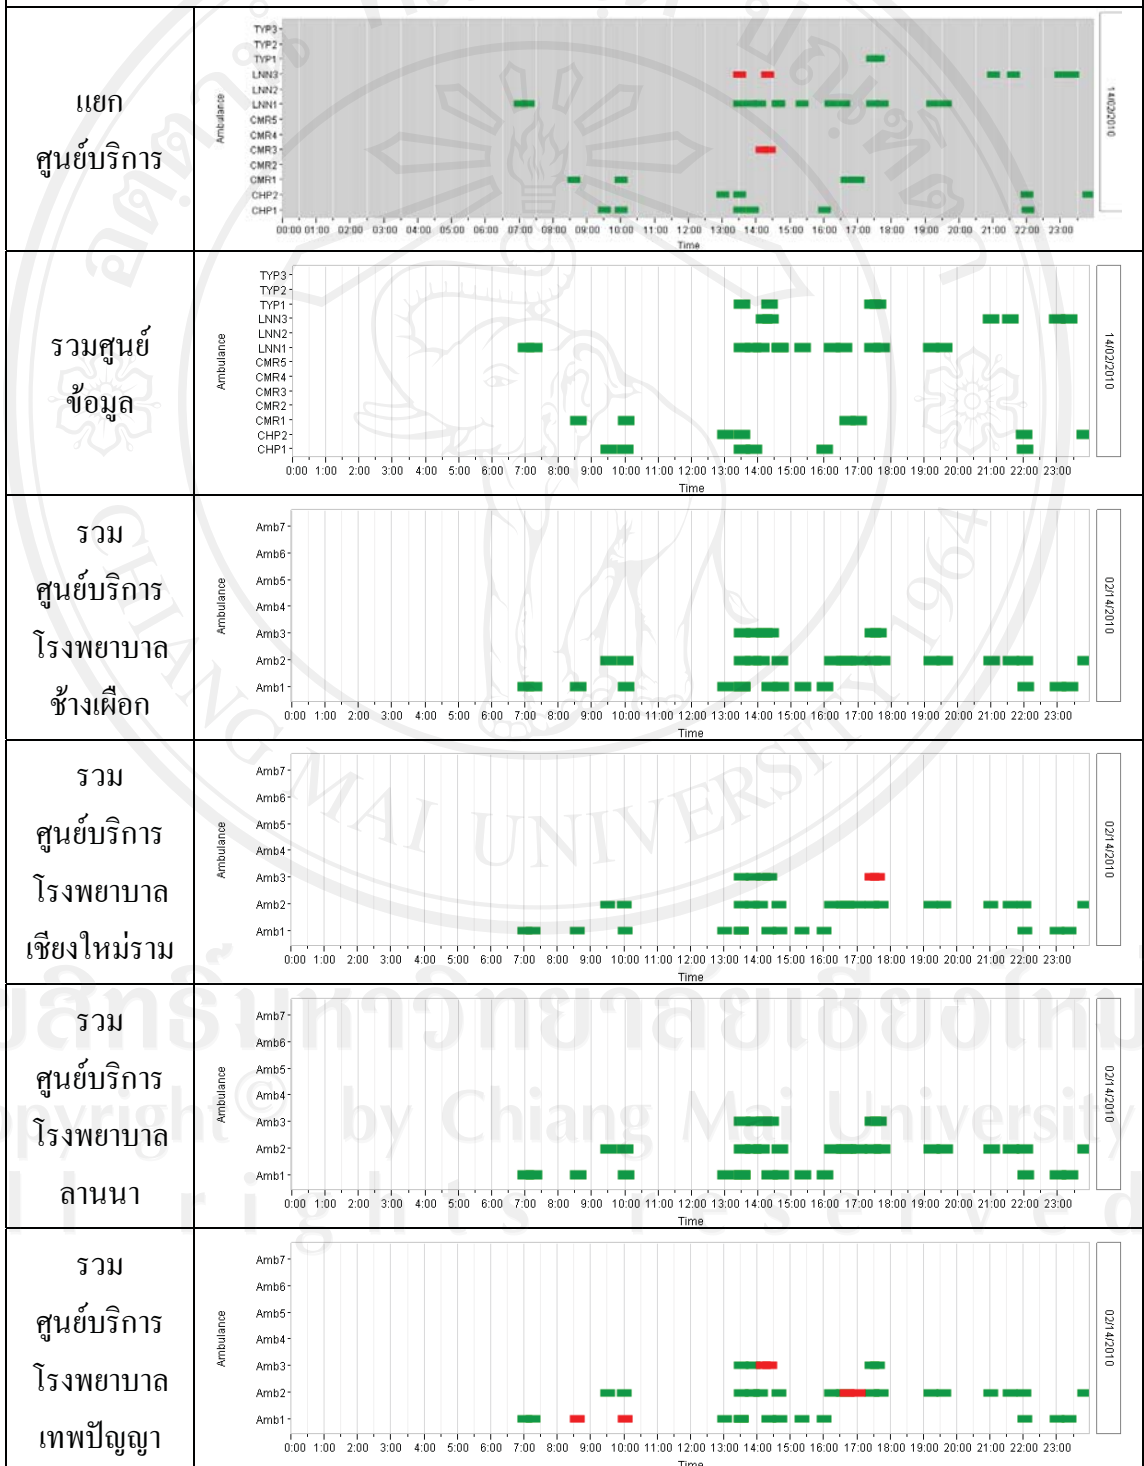 แยก
ศูนย์บริการ
Ambulance
TYP3
TYP2
TYP1
LNN3
LNN2
LNN1
CMR5
CMR4
CMR3
CMR2
CMR1
CHP2
CHP1
00:00 01:00 02:00 03:00 04:00 05:00 06:00 07:00 08:00 09:00 10:00 11:00 12:00 13:00 14:00 15:00 16:00 17:00 18:00 19:00 20:00 21:00 22:00 23:00
Time
14/02/2010
รวมศูนย์
ข้อมูล
Ambulance
TYP3
TYP2
TYP1
LNN3
LNN2
LNN1
CMR5
CMR4
CMR3
CMR2
CMR1
CHP2
CHP1
0:00 1:00 2:00 3:00 4:00 5:00 6:00 7:00 8:00 9:00 10:00 11:00 12:00 13:00 14:00 15:00 16:00 17:00 18:00 19:00 20:00 21:00 22:00 23:00
Time
14/02/2010
รวม
ศูนย์บริการ
โรงพยาบาล
ช้างเผือก
Ambulance
Amb7
Amb6
Amb5
Amb4
Amb3
Amb2
Amb1
0:00 1:00 2:00 3:00 4:00 5:00 6:00 7:00 8:00 9:00 10:00 11:00 12:00 13:00 14:00 15:00 16:00 17:00 18:00 19:00 20:00 21:00 22:00 23:00
Time
02/14/2010
รวม
ศูนย์บริการ
โรงพยาบาล
เชียงใหม่ราม
Ambulance
Amb7
Amb6
Amb5
Amb4
Amb3
Amb2
Amb1
0:00 1:00 2:00 3:00 4:00 5:00 6:00 7:00 8:00 9:00 10:00 11:00 12:00 13:00 14:00 15:00 16:00 17:00 18:00 19:00 20:00 21:00 22:00 23:00
Time
02/14/2010
รวม
ศูนย์บริการ
โรงพยาบาล
ลานนา
Ambulance
Amb7
Amb6
Amb5
Amb4
Amb3
Amb2
Amb1
0:00 1:00 2:00 3:00 4:00 5:00 6:00 7:00 8:00 9:00 10:00 11:00 12:00 13:00 14:00 15:00 16:00 17:00 18:00 19:00 20:00 21:00 22:00 23:00
Time
02/14/2010
รวม
ศูนย์บริการ
โรงพยาบาล
เทพปัญญา
Ambulance
Amb7
Amb6
Amb5
Amb4
Amb3
Amb2
Amb1
0:00 1:00 2:00 3:00 4:00 5:00 6:00 7:00 8:00 9:00 10:00 11:00 12:00 13:00 14:00 15:00 16:00 17:00 18:00 19:00 20:00 21:00 22:00 23:00
Time
02/14/2010
CHIANG MAI UNIVERSITY 1964
by Chiang Mai University
rights reserved